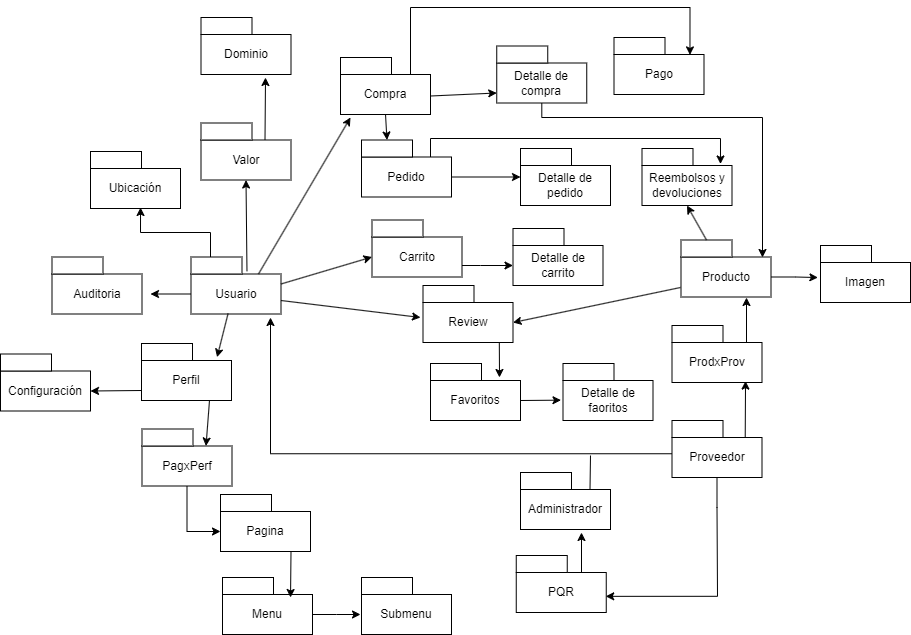 Dominio
Detalle de
compra
Pago
Compra
Valor
Pedido
Detalle de
pedido
Reembolsos y
devoluciones
Ubicación
Carrito
Detalle de
carrito
Producto
Imagen
Auditoria
Usuario
Review
ProdxProv
Perfil
Configuración
Favoritos
Detalle de
faoritos
Proveedor
PagxPerf
Administrador
Pagina
PQR
Menu
Submenu